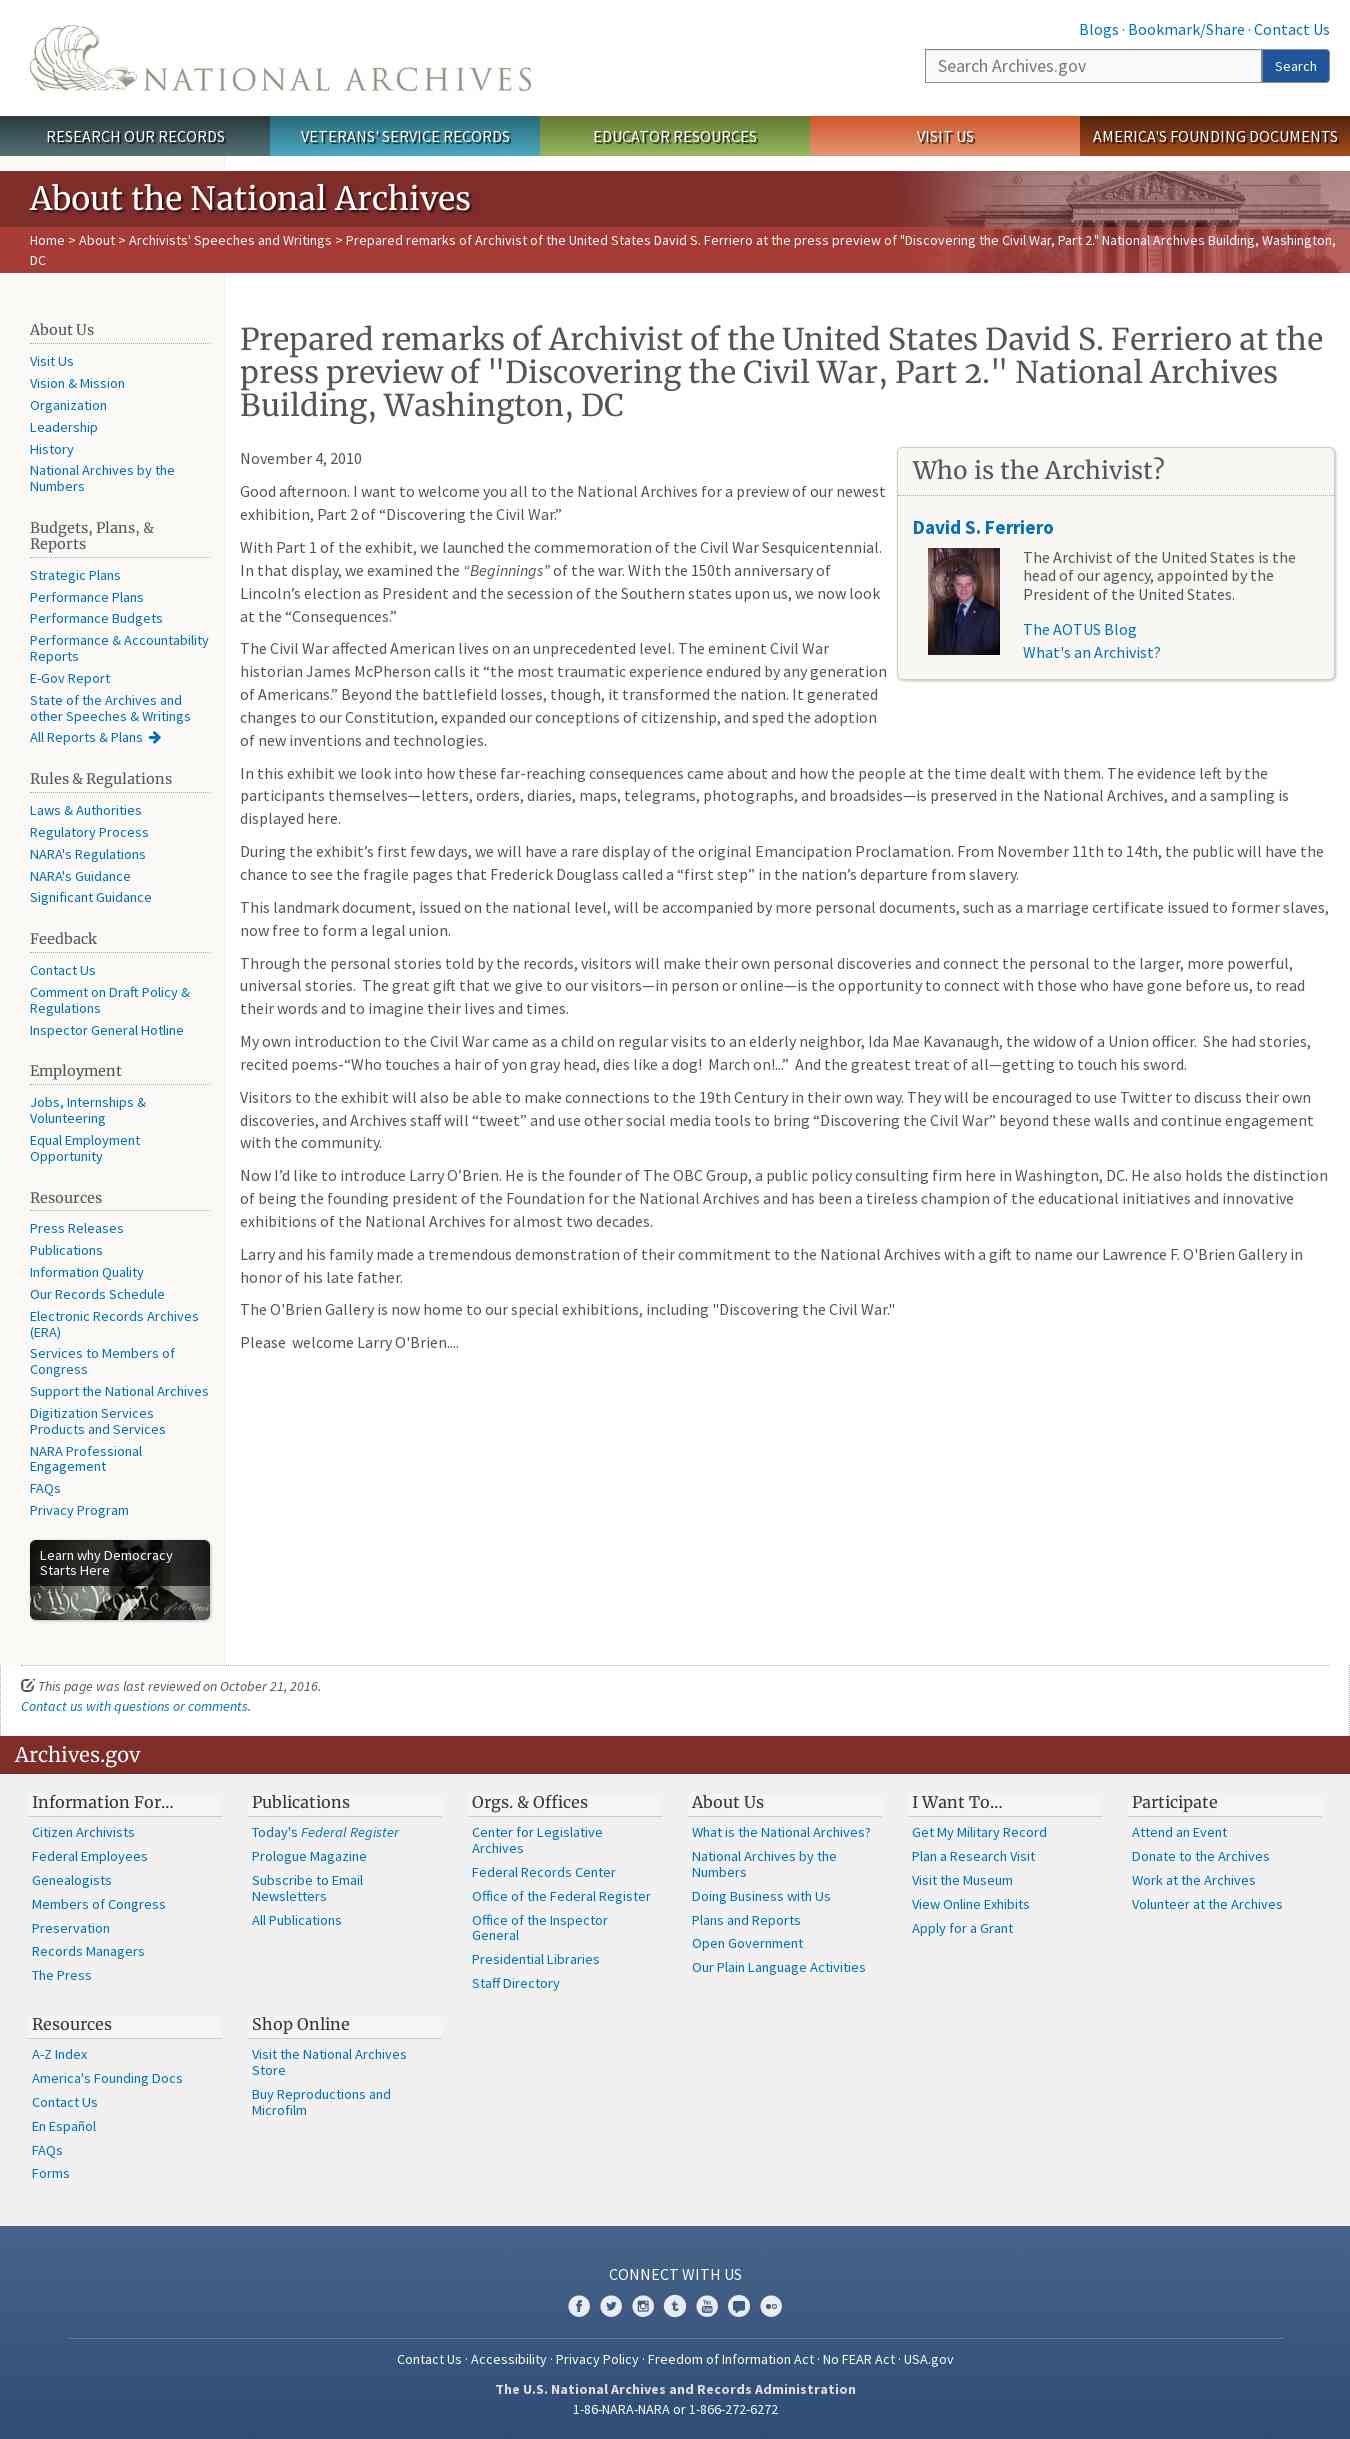 NATIONAL ARCHIVES
Blogs · Bookmark/Share · Contact Us
Search Archives.gov
Search
RESEARCH OUR RECORDS
VETERANS' SERVICE RECORDS
EDUCATOR RESOURCES
VISIT US
AMERICA'S FOUNDING DOCUMENTS
About the National Archives
Home > About > Archivists' Speeches and Writings > Prepared remarks of Archivist of the United States David S. Ferriero at the press preview of "Discovering the Civil War, Part 2." National Archives Building, Washington,
DC
About Us
Visit Us
Vision & Mission
Organization
Leadership
History
National Archives by the
Numbers
Budgets, Plans, &
Reports
Strategic Plans
Performance Plans
Performance Budgets
Performance & Accountability
Reports
E-Gov Report
State of the Archives and
other Speeches & Writings
All Reports & Plans
Rules & Regulations
Laws & Authorities
Regulatory Process
NARA's Regulations
NARA's Guidance
Significant Guidance
Feedback
Contact Us
Comment on Draft Policy &
Regulations
Inspector General Hotline
Employment
Jobs, Internships &
Volunteering
Equal Employment
Opportunity
Resources
Press Releases
Publications
Information Quality
Our Records Schedule
Electronic Records Archives
(ERA)
Services to Members of
Congress
Support the National Archives
Digitization Services
Products and Services
NARA Professional
Engagement
FAQs
Privacy Program
Learn why Democracy
Starts Here
Prepared remarks of Archivist of the United States David S. Ferriero at the
press preview of "Discovering the Civil War, Part 2." National Archives
Building, Washington, DC
November 4, 2010
Good afternoon. I want to welcome you all to the National Archives for a preview of our newest
exhibition, Part 2 of “Discovering the Civil War.”
With Part 1 of the exhibit, we launched the commemoration of the Civil War Sesquicentennial.
In that display, we examined the “Beginnings” of the war. With the 150th anniversary of
Lincoln’s election as President and the secession of the Southern states upon us, we now look
at the “Consequences.”
The Civil War affected American lives on an unprecedented level. The eminent Civil War
historian James McPherson calls it “the most traumatic experience endured by any generation
of Americans.” Beyond the battlefield losses, though, it transformed the nation. It generated
changes to our Constitution, expanded our conceptions of citizenship, and sped the adoption
of new inventions and technologies.
Who is the Archivist?
David S. Ferriero
The Archivist of the United States is the
head of our agency, appointed by the
President of the United States.
The AOTUS Blog
What's an Archivist?
In this exhibit we look into how these far-reaching consequences came about and how the people at the time dealt with them. The evidence left by the
participants themselves—letters, orders, diaries, maps, telegrams, photographs, and broadsides—is preserved in the National Archives, and a sampling is
displayed here.
During the exhibit’s first few days, we will have a rare display of the original Emancipation Proclamation. From November 11th to 14th, the public will have the
chance to see the fragile pages that Frederick Douglass called a “first step” in the nation’s departure from slavery.
This landmark document, issued on the national level, will be accompanied by more personal documents, such as a marriage certificate issued to former slaves,
now free to form a legal union.
Through the personal stories told by the records, visitors will make their own personal discoveries and connect the personal to the larger, more powerful,
universal stories.  The great gift that we give to our visitors—in person or online—is the opportunity to connect with those who have gone before us, to read
their words and to imagine their lives and times.
My own introduction to the Civil War came as a child on regular visits to an elderly neighbor, Ida Mae Kavanaugh, the widow of a Union officer.  She had stories,
recited poems-“Who touches a hair of yon gray head, dies like a dog!  March on!...”  And the greatest treat of all—getting to touch his sword.
Visitors to the exhibit will also be able to make connections to the 19th Century in their own way. They will be encouraged to use Twitter to discuss their own
discoveries, and Archives staff will “tweet” and use other social media tools to bring “Discovering the Civil War” beyond these walls and continue engagement
with the community.
Now I’d like to introduce Larry O’Brien. He is the founder of The OBC Group, a public policy consulting firm here in Washington, DC. He also holds the distinction
of being the founding president of the Foundation for the National Archives and has been a tireless champion of the educational initiatives and innovative
exhibitions of the National Archives for almost two decades.
Larry and his family made a tremendous demonstration of their commitment to the National Archives with a gift to name our Lawrence F. O'Brien Gallery in
honor of his late father.
The O'Brien Gallery is now home to our special exhibitions, including "Discovering the Civil War."
Please  welcome Larry O'Brien....
This page was last reviewed on October 21, 2016.
Contact us with questions or comments.
Archives.gov
Information For…
Citizen Archivists
Federal Employees
Genealogists
Members of Congress
Preservation
Records Managers
The Press
Publications
Today's Federal Register
Prologue Magazine
Subscribe to Email
Newsletters
All Publications
Orgs. & Offices
Center for Legislative
Archives
Federal Records Center
Office of the Federal Register
Office of the Inspector
General
Presidential Libraries
Staff Directory
About Us
What is the National Archives?
National Archives by the
Numbers
Doing Business with Us
Plans and Reports
Open Government
Our Plain Language Activities
I Want To…
Get My Military Record
Plan a Research Visit
Visit the Museum
View Online Exhibits
Apply for a Grant
Participate
Attend an Event
Donate to the Archives
Work at the Archives
Volunteer at the Archives
Resources
A-Z Index
America's Founding Docs
Contact Us
En Español
FAQs
Forms
Shop Online
Visit the National Archives
Store
Buy Reproductions and
Microfilm
CONNECT WITH US
Contact Us · Accessibility · Privacy Policy · Freedom of Information Act · No FEAR Act · USA.gov
The U.S. National Archives and Records Administration
1-86-NARA-NARA or 1-866-272-6272